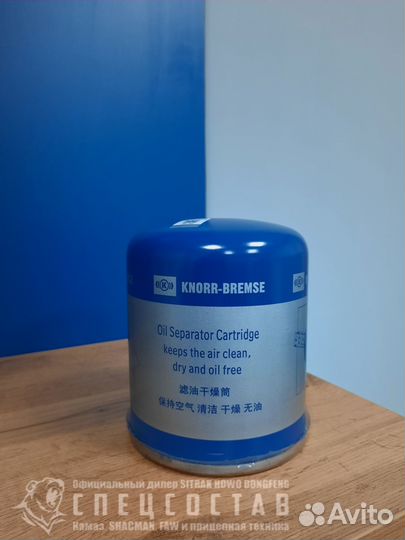 KNORR-BREMSE
Oil Separator Cartridge
keeps the air clean,
dry and oil free
滤油干燥筒
保持空气 清洁 干燥 无油
Официальный дилер SITRAK HOWO DONGFENG
СПЕЦСОСТАВ
Камаз, SHACMAN, FAW и прицепная техника
Avito